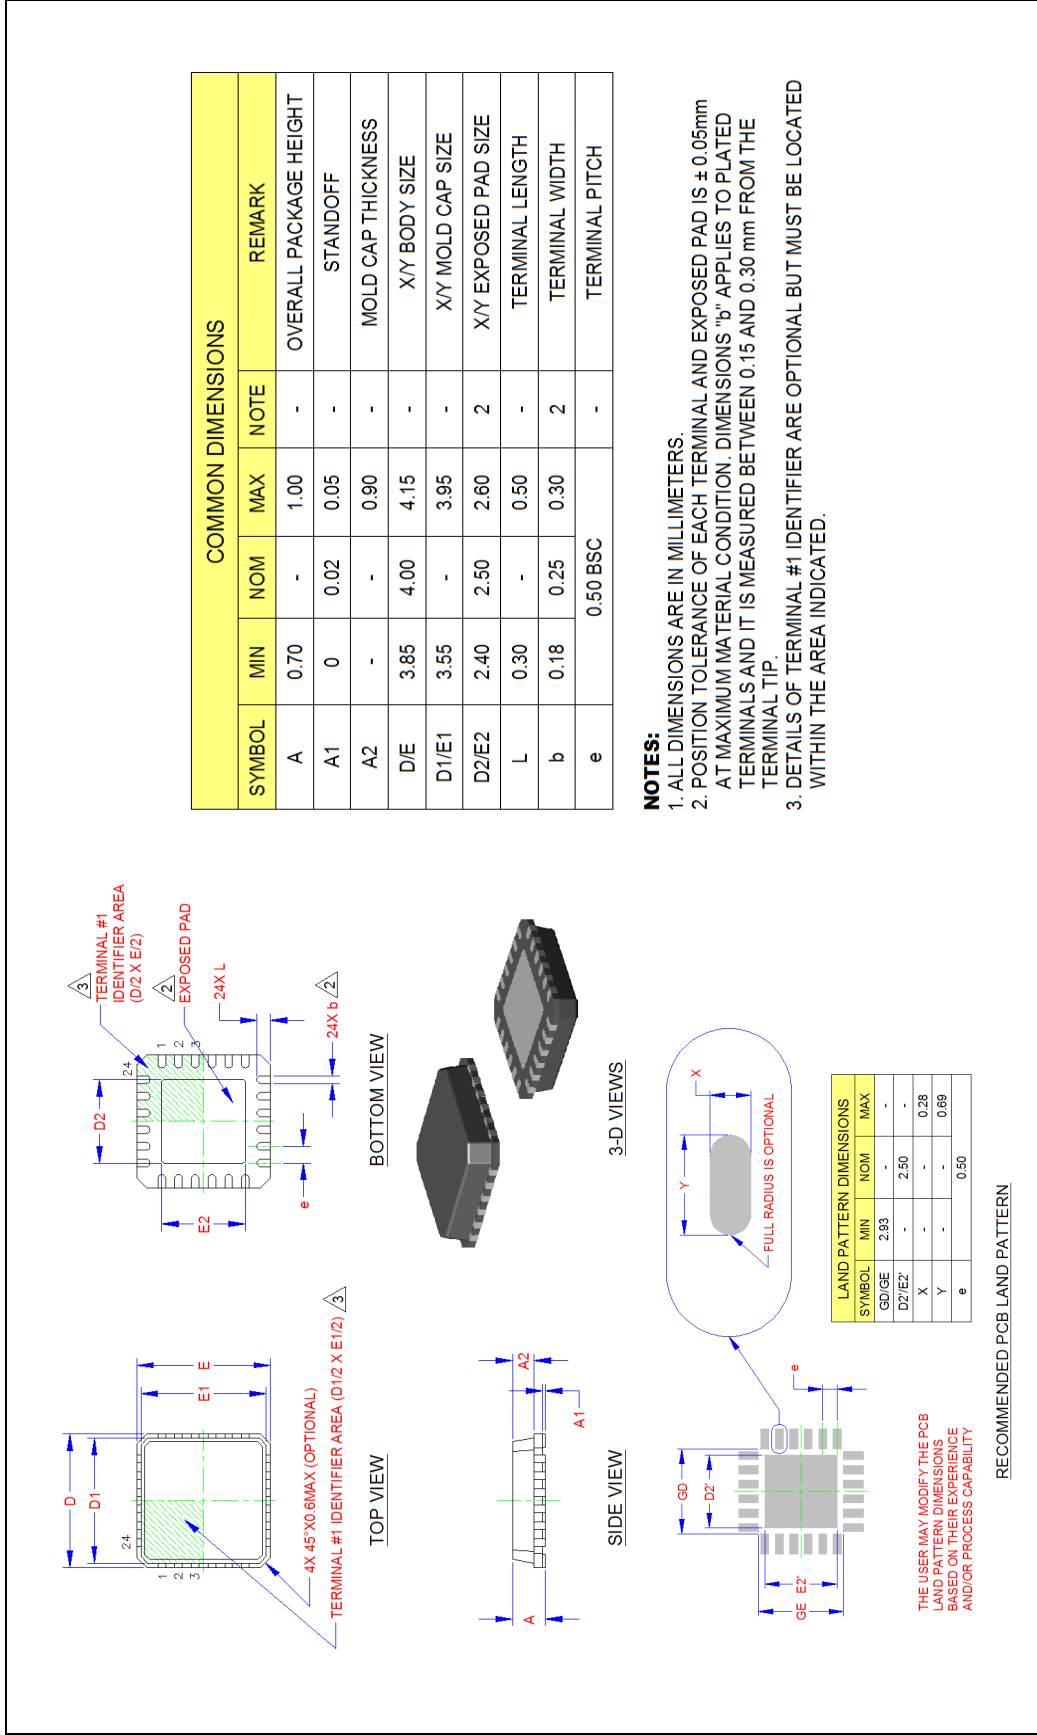 D
D1
24
1
2
3
E1
E
4X 45°X0.6MAX (OPTIONAL)
TERMINAL #1 IDENTIFIER AREA (D1/2 X E1/2) 3
TOP VIEW
D2
24
1
2
3
E2
e
3
TERMINAL #1
IDENTIFIER AREA
(D/2 X E/2)
2
EXPOSED PAD
24X L
24X b 2
BOTTOM VIEW
A
A2
A1
SIDE VIEW
3-D VIEWS
GD
D2'
GE
E2'
e
Y
X
FULL RADIUS IS OPTIONAL
THE USER MAY MODIFY THE PCB
LAND PATTERN DIMENSIONS
BASED ON THEIR EXPERIENCE
AND/OR PROCESS CAPABILITY
LAND PATTERN DIMENSIONS
SYMBOL MIN NOM MAX
GD/GE 2.93 - -
D2'/E2' - 2.50 -
X - - 0.28
Y - - 0.69
e 0.50
RECOMMENDED PCB LAND PATTERN
COMMON DIMENSIONS
SYMBOL MIN NOM MAX NOTE REMARK
A 0.70 - 1.00 - OVERALL PACKAGE HEIGHT
A1 0 0.02 0.05 - STANDOFF
A2 - - 0.90 - MOLD CAP THICKNESS
D/E 3.85 4.00 4.15 - X/Y BODY SIZE
D1/E1 3.55 - 3.95 - X/Y MOLD CAP SIZE
D2/E2 2.40 2.50 2.60 2 X/Y EXPOSED PAD SIZE
L 0.30 - 0.50 - TERMINAL LENGTH
b 0.18 0.25 0.30 2 TERMINAL WIDTH
e 0.50 BSC - TERMINAL PITCH
NOTES:
1. ALL DIMENSIONS ARE IN MILLIMETERS.
2. POSITION TOLERANCE OF EACH TERMINAL AND EXPOSED PAD IS ± 0.05mm
AT MAXIMUM MATERIAL CONDITION. DIMENSIONS "b" APPLIES TO PLATED
TERMINALS AND IT IS MEASURED BETWEEN 0.15 AND 0.30 mm FROM THE
TERMINAL TIP.
3. DETAILS OF TERMINAL #1 IDENTIFIER ARE OPTIONAL BUT MUST BE LOCATED
WITHIN THE AREA INDICATED.